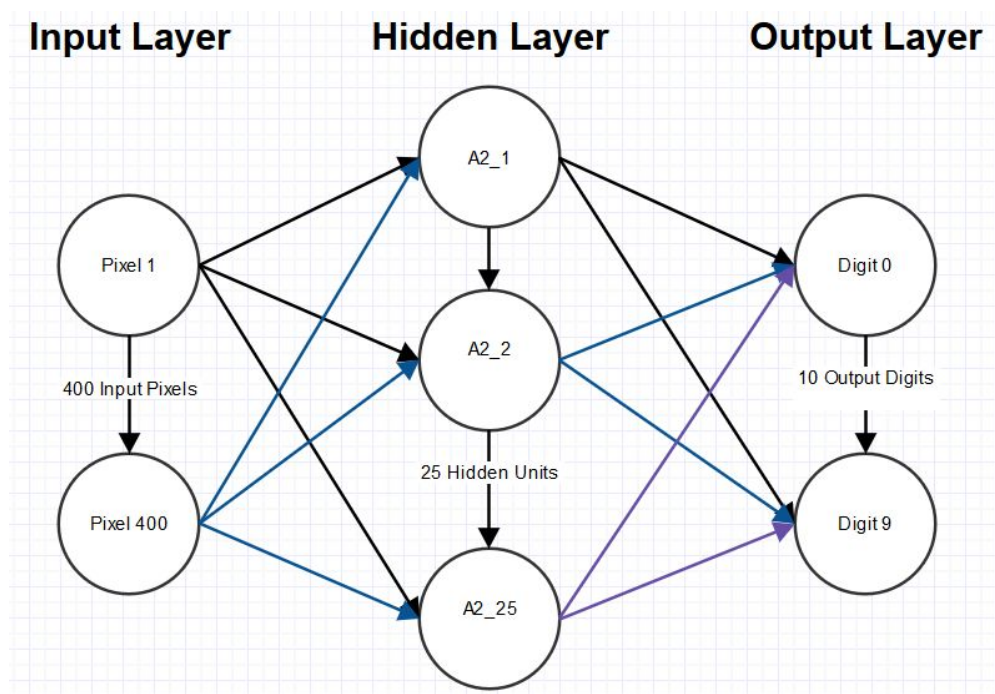 Input Layer
Hidden Layer
Output Layer
A2_1
Pixel 1
Digit 0
A2_2
400 Input Pixels
10 Output Digits
25 Hidden Units
Pixel 400
Digit 9
A2_25